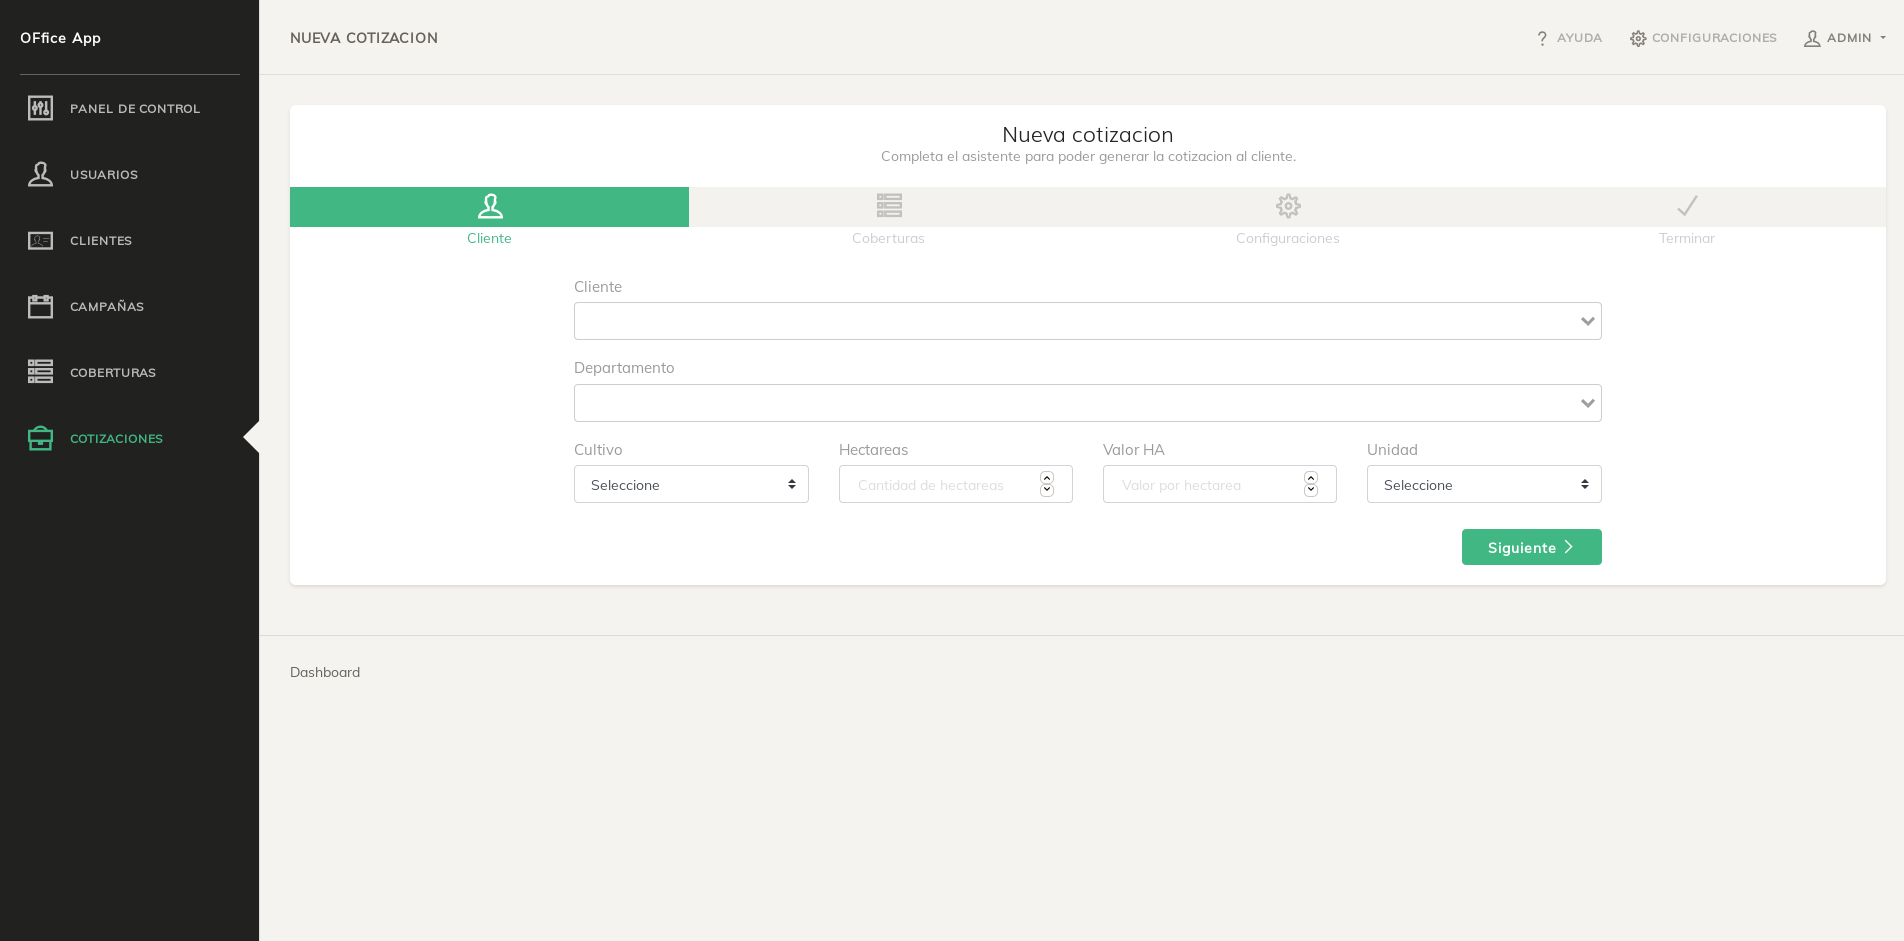 OFfice App
PANEL DE CONTROL
USUARIOS
CLIENTES
CAMPAÑAS
COBERTURAS
COTIZACIONES
NUEVA COTIZACION
AYUDA
CONFIGURACIONES
ADMIN
Nueva cotizacion
Completa el asistente para poder generar la cotizacion al cliente.
Cliente
Coberturas
Configuraciones
Terminar
Cliente
Departamento
Cultivo
Hectareas
Valor HA
Unidad
Seleccione
Cantidad de hectareas
Valor por hectarea
Seleccione
Siguiente
Dashboard